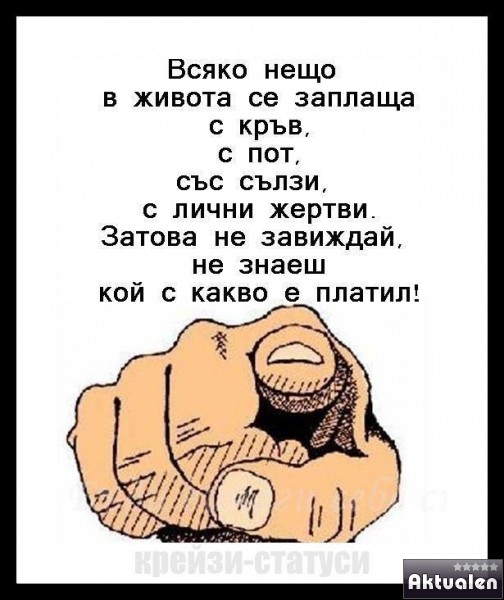 Всяко нещо
в живота се заплаща
с кръв,
с пот,
със сълзи,
с лични жертви.
Затова не завиждай,
не знаеш
кой с какво е платил!
крейзи-статуси
Aktualen